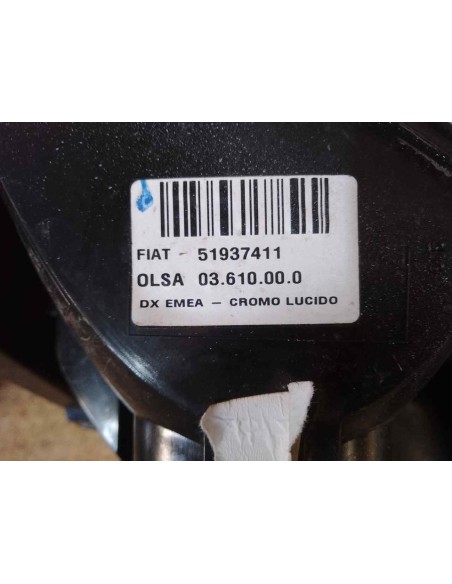 FIAT - 51937411
OLSA 03.610.00.0
DX EMEA - CROMO LUCIDO